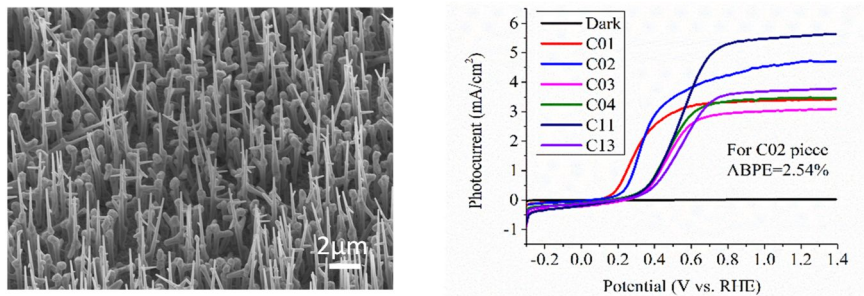 2μm
6
5
4
3
2
1
0
-1
Photocurrent (mA/cm²)
Dark
C01
C02
C03
C04
C11
C13
For C02 piece
ABPE=2.54%
-0.2 0.0 0.2 0.4 0.6 0.8 1.0 1.2 1.4
Potential (V vs. RHE)